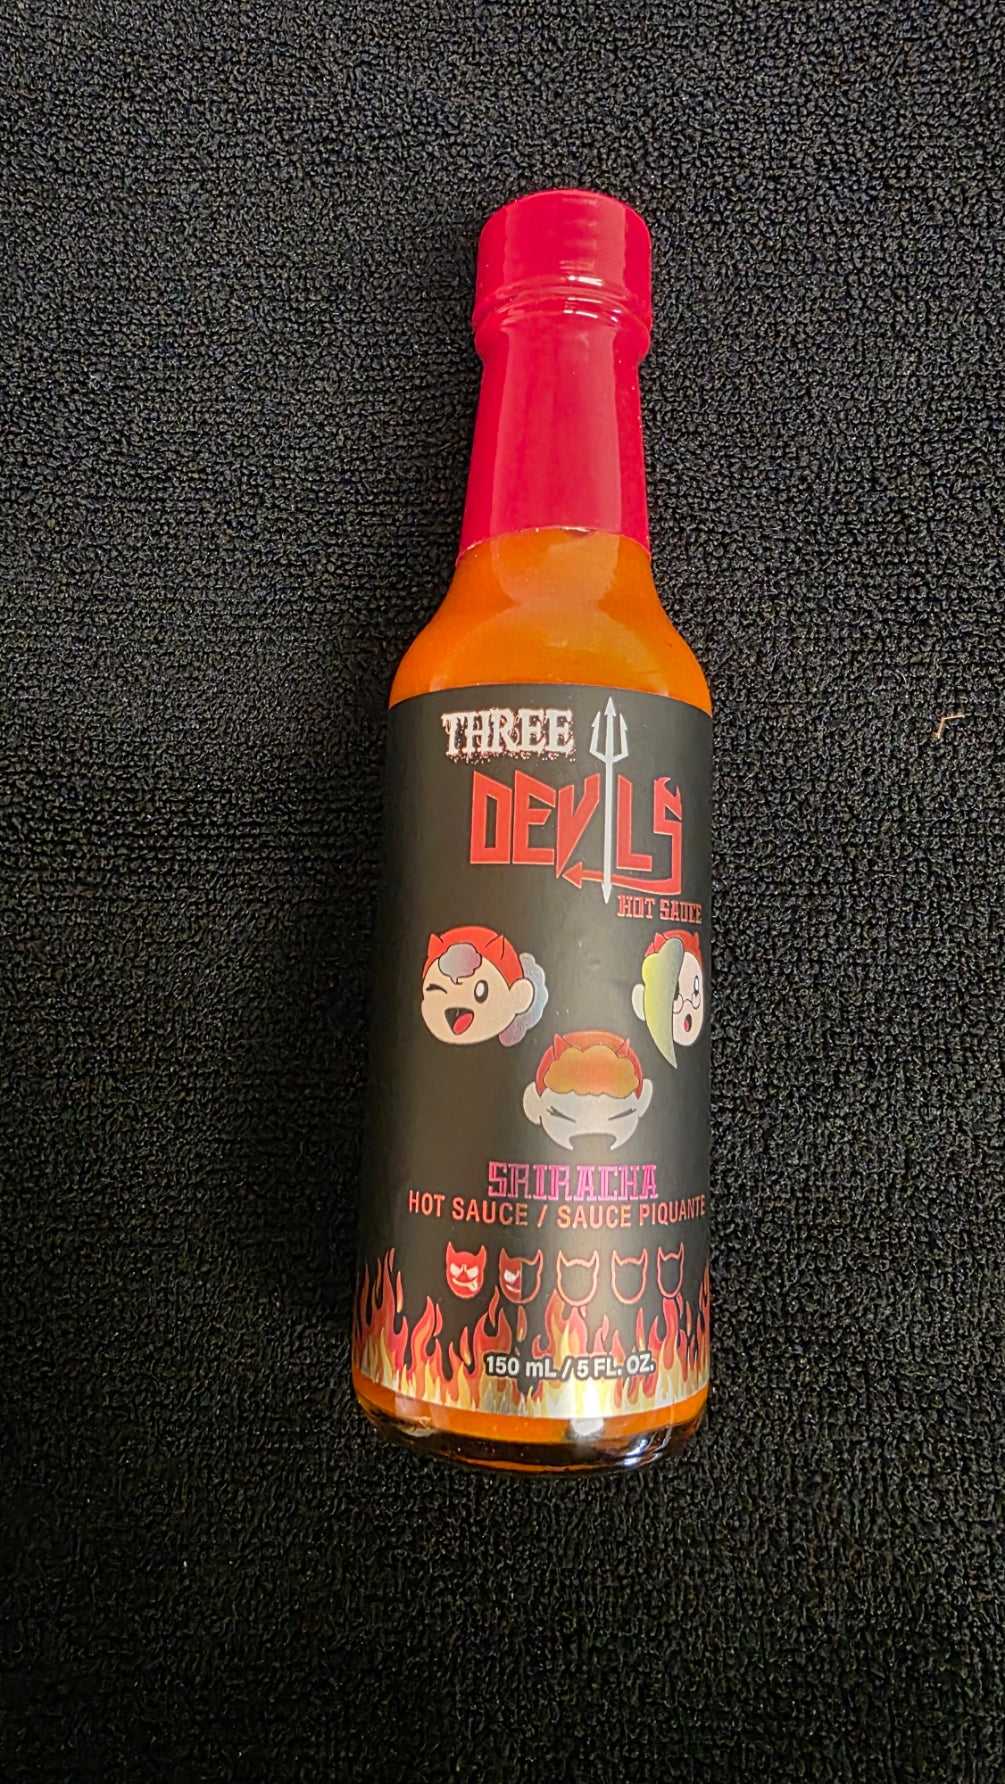 THREE
DEVILS
HOT SAUCE
SRIRACHA
HOT SAUCE / SAUCE PIQUANTE
150 mL / 5 FL. OZ.